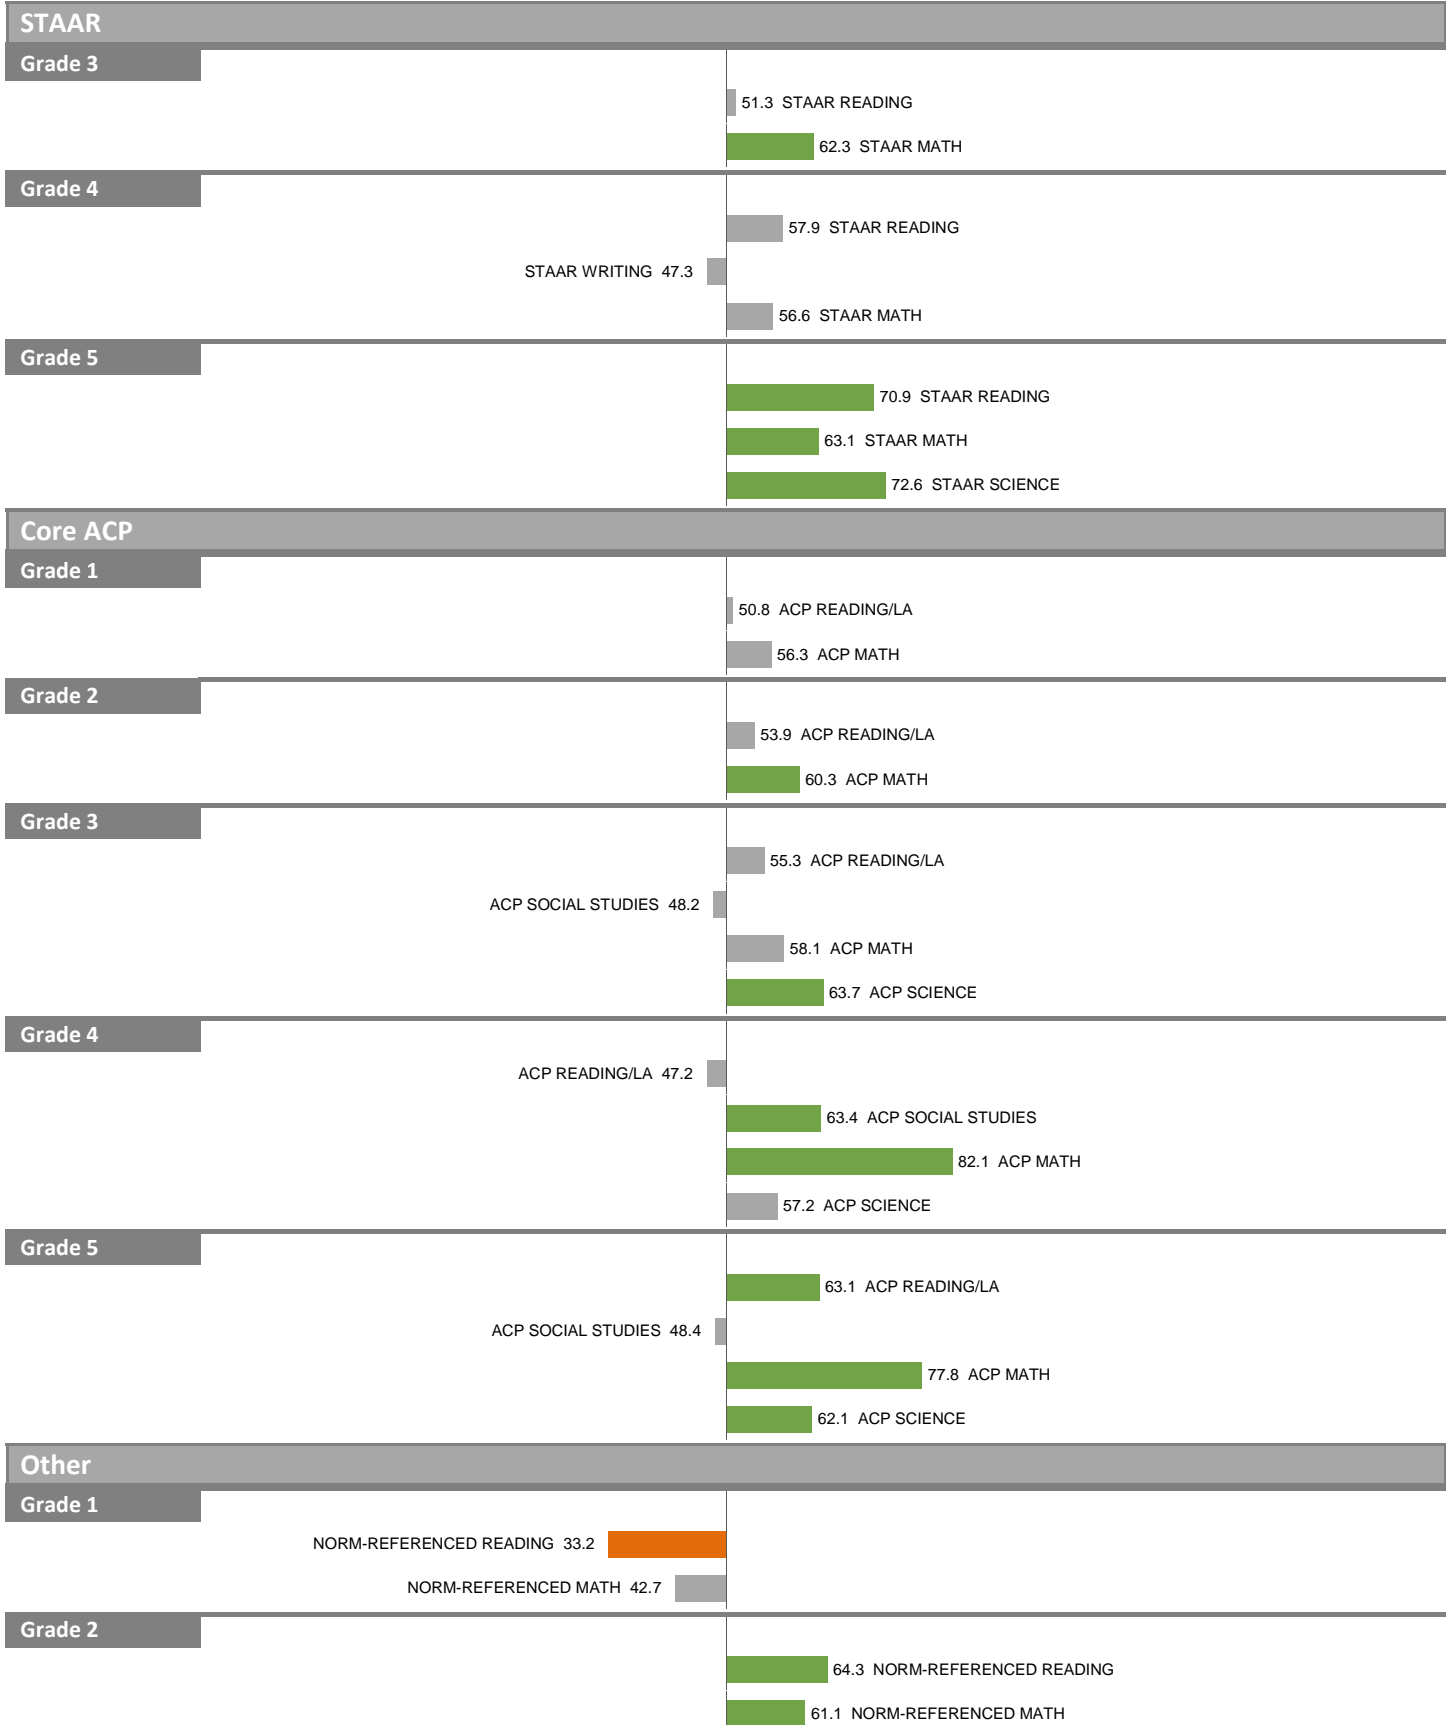 STAAR
Grade 3
51.3 STAAR READING
62.3 STAAR MATH
Grade 4
57.9 STAAR READING
STAAR WRITING 47.3
56.6 STAAR MATH
Grade 5
70.9 STAAR READING
63.1 STAAR MATH
72.6 STAAR SCIENCE
Core ACP
Grade 1
50.8 ACP READING/LA
56.3 ACP MATH
Grade 2
53.9 ACP READING/LA
60.3 ACP MATH
Grade 3
55.3 ACP READING/LA
ACP SOCIAL STUDIES 48.2
58.1 ACP MATH
63.7 ACP SCIENCE
Grade 4
ACP READING/LA 47.2
63.4 ACP SOCIAL STUDIES
82.1 ACP MATH
57.2 ACP SCIENCE
Grade 5
63.1 ACP READING/LA
ACP SOCIAL STUDIES 48.4
77.8 ACP MATH
62.1 ACP SCIENCE
Other
Grade 1
NORM-REFERENCED READING 33.2
NORM-REFERENCED MATH 42.7
Grade 2
64.3 NORM-REFERENCED READING
61.1 NORM-REFERENCED MATH